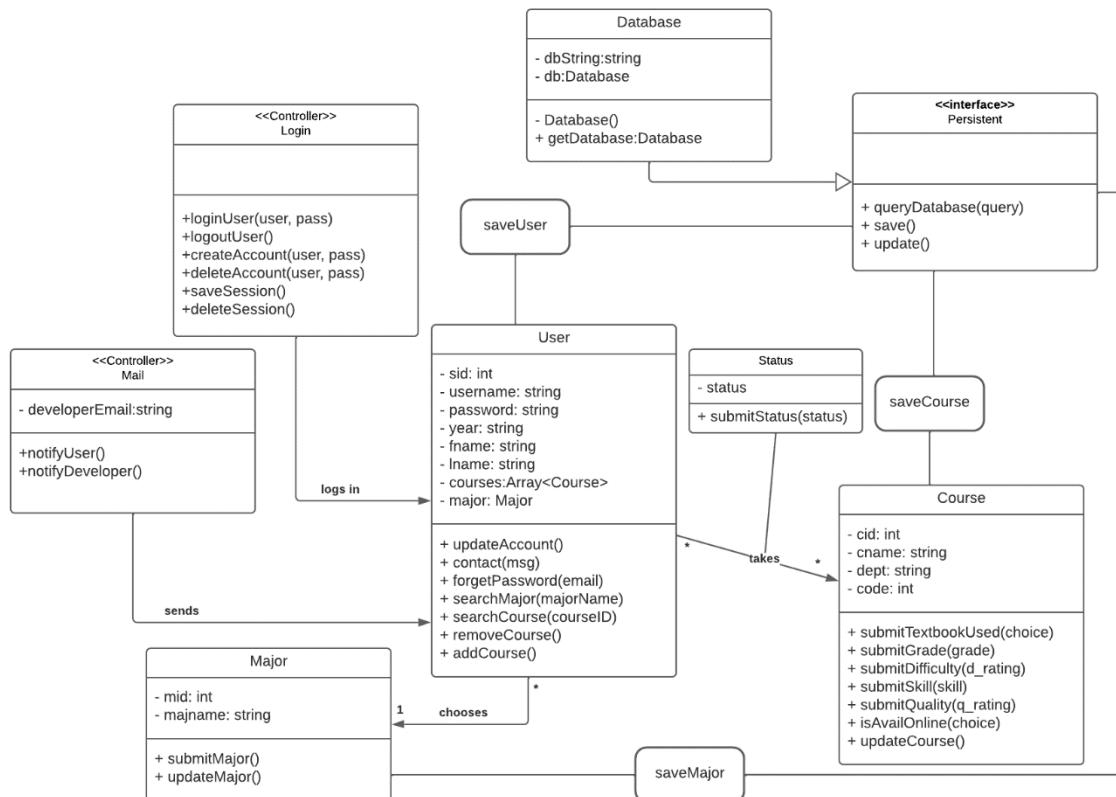 Database
- dbString:string
- db:Database
- Database()
+ getDatabase:Database
<<Controller>>
Login
+loginUser(user, pass)
+logoutUser()
+createAccount(user, pass)
+deleteAccount(user, pass)
+saveSession()
+deleteSession()
<<interface>>
Persistent
+ queryDatabase(query)
+ save()
+ update()
saveUser
<<Controller>>
Mail
- developerEmail:string
+notifyUser()
+notifyDeveloper()
logs in
sends
User
- sid: int
- username: string
- password: string
- year: string
- fname: string
- lname: string
- courses:Array<Course>
- major: Major
+ updateAccount()
+ contact(msg)
+ forgetPassword(email)
+ searchMajor(majorName)
+ searchCourse(courseID)
+ removeCourse()
+ addCourse()
Status
- status
+ submitStatus(status)
saveCourse
*
takes
*
Course
- cid: int
- cname: string
- dept: string
- code: int
+ submitTextbookUsed(choice)
+ submitGrade(grade)
+ submitDifficulty(d_rating)
+ submitSkill(skill)
+ submitQuality(q_rating)
+ isAvailOnline(choice)
+ updateCourse()
Major
- mid: int
- majname: string
+ submitMajor()
+ updateMajor()
*
1
chooses
saveMajor